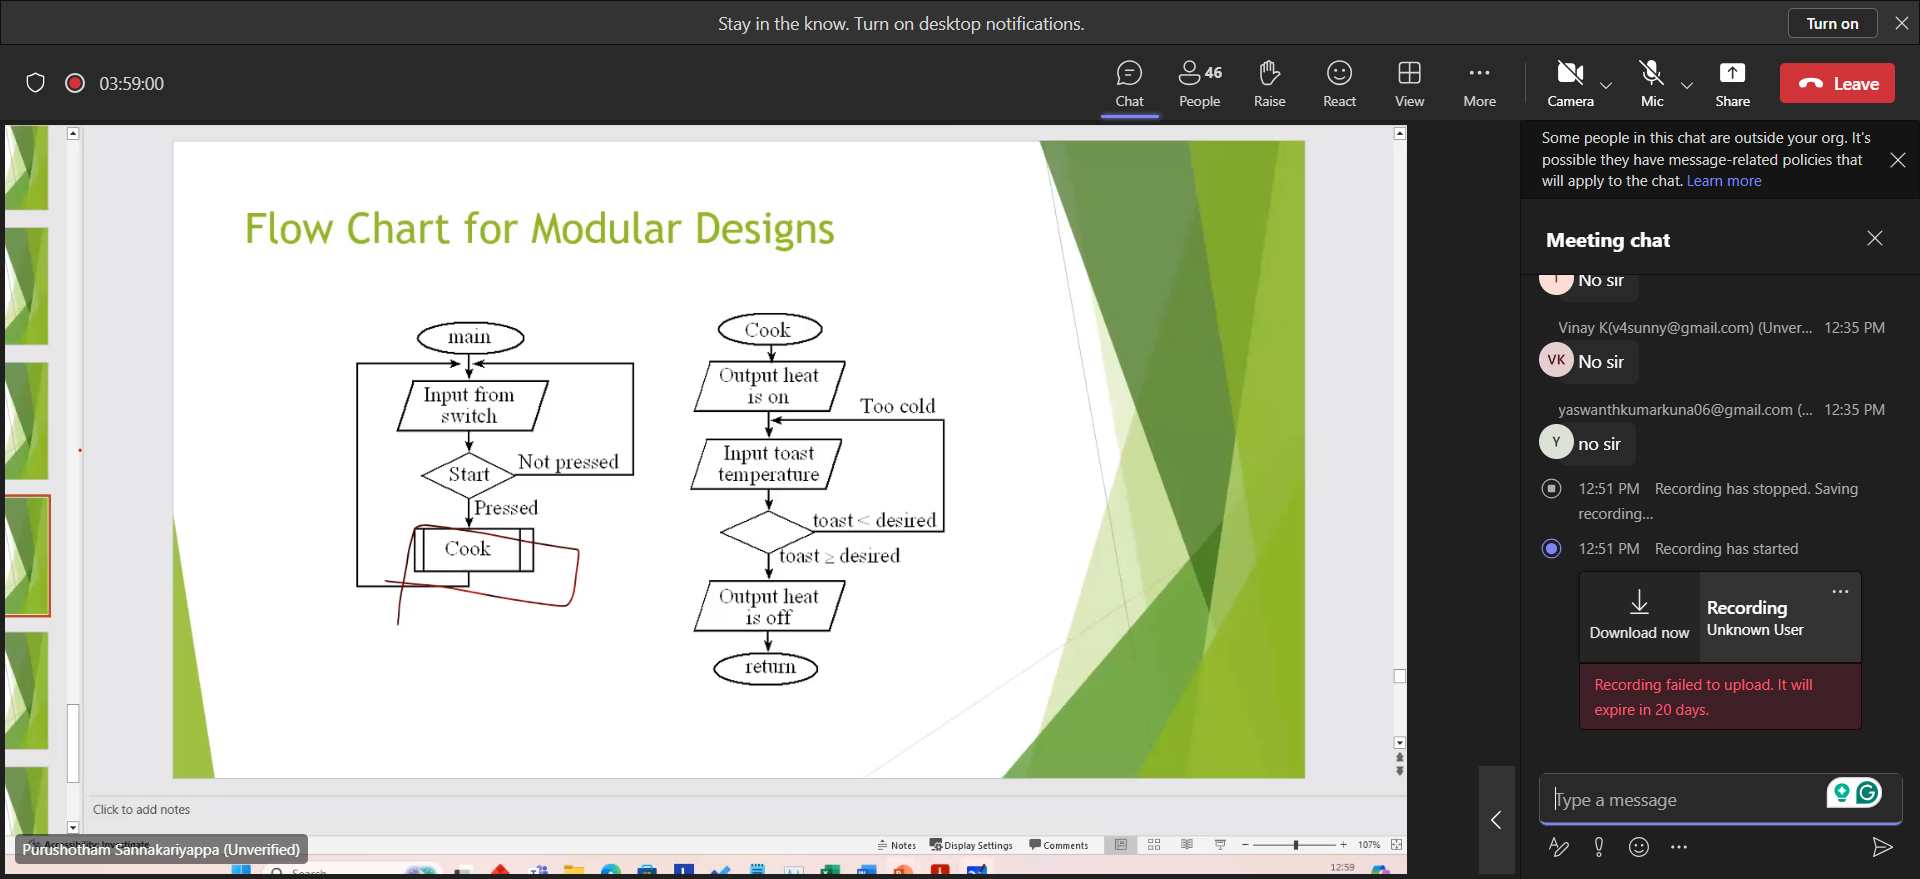 Stay in the know. Turn on desktop notifications.
Turn on
03:59:00
Chat
46
People
Raise
React
View
More
Camera
Mic
Share
Leave
Flow Chart for Modular Designs
main
Input from
switch
Start
Not pressed
Pressed
Cook
Cook
Output heat
is on
Too cold
Input toast
temperature
toast < desired
toast ≥ desired
Output heat
is off
return
Click to add notes
Purushotham Sannakariyappa (Unverified)
Notes
Display Settings
Comments
107%
Search
12:59
Some people in this chat are outside your org. It's
possible they have message-related policies that
will apply to the chat. Learn more
Meeting chat
No sir
Vinay K(v4sunny@gmail.com) (Unver... 12:35 PM
VK
No sir
yaswanthkumarkuna06@gmail.com (... 12:35 PM
Y
no sir
12:51 PM Recording has stopped. Saving
recording...
12:51 PM Recording has started
Download now
Recording
Unknown User
Recording failed to upload. It will
expire in 20 days.
Type a message